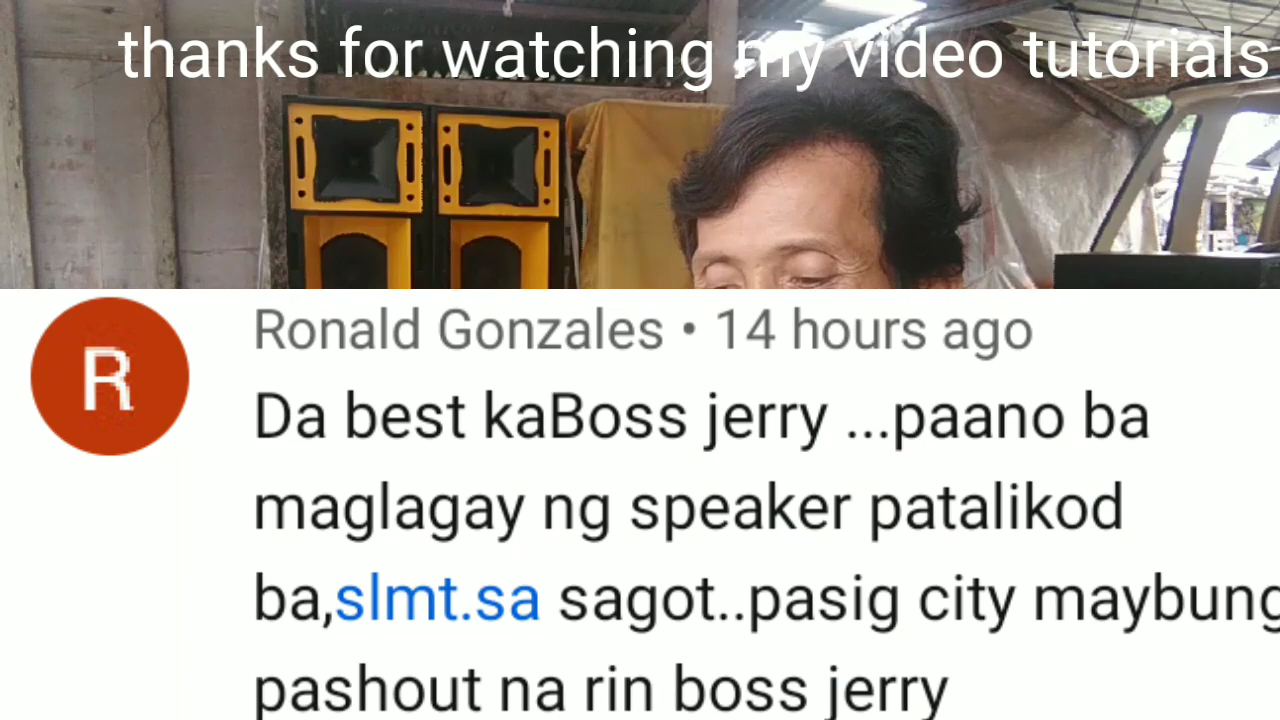 thanks for watching my video tutorials
R
Ronald Gonzales • 14 hours ago
Da best kaBoss jerry ...paano ba
maglagay ng speaker patalikod
ba,slmt.sa sagot..pasig city maybung
pashout na rin boss jerry